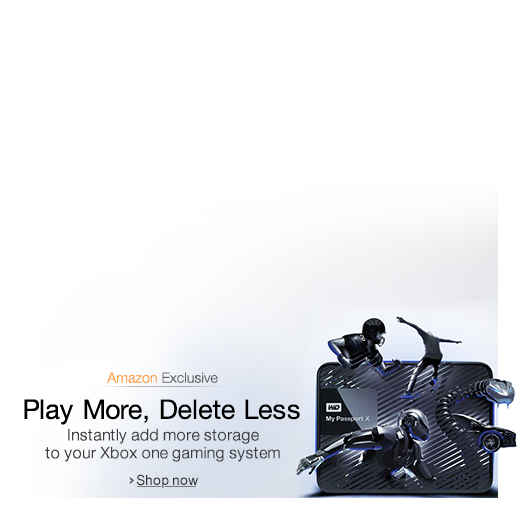 Amazon Exclusive
Play More, Delete Less
Instantly add more storage
to your Xbox one gaming system
› Shop now
WD
My Passport X